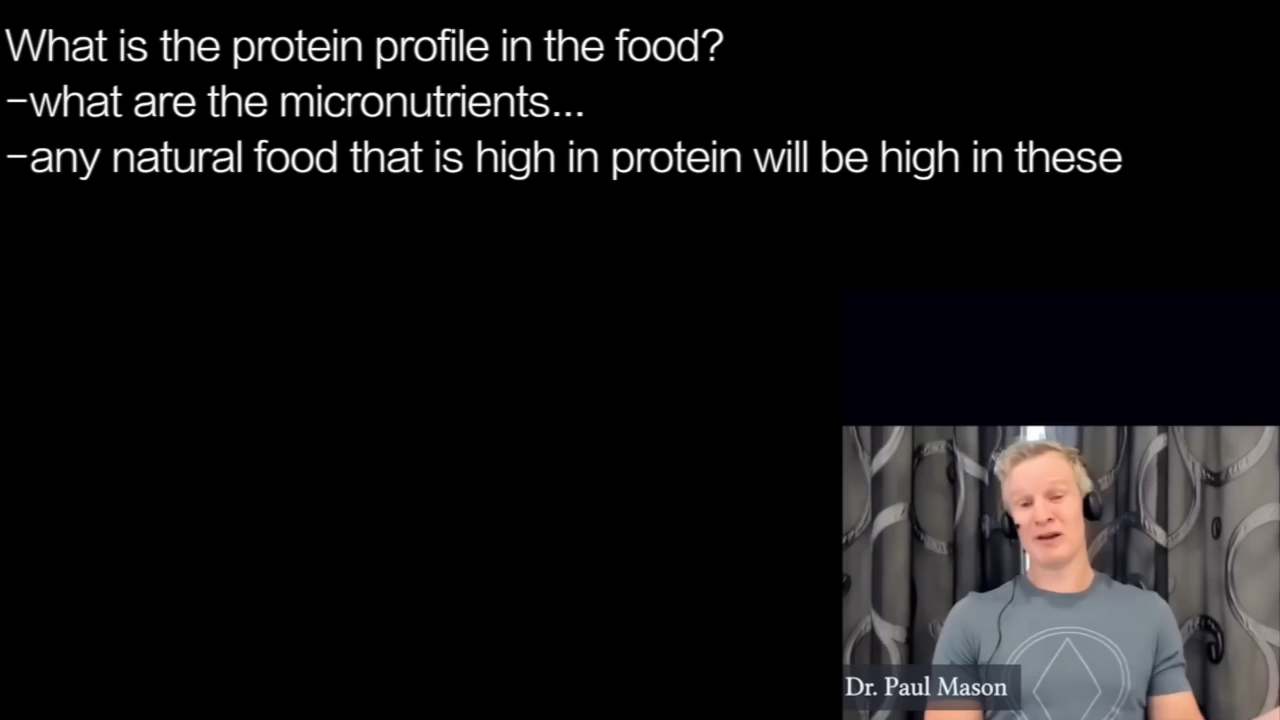 What is the protein profile in the food?
-what are the micronutrients...
-any natural food that is high in protein will be high in these
Dr. Paul Mason